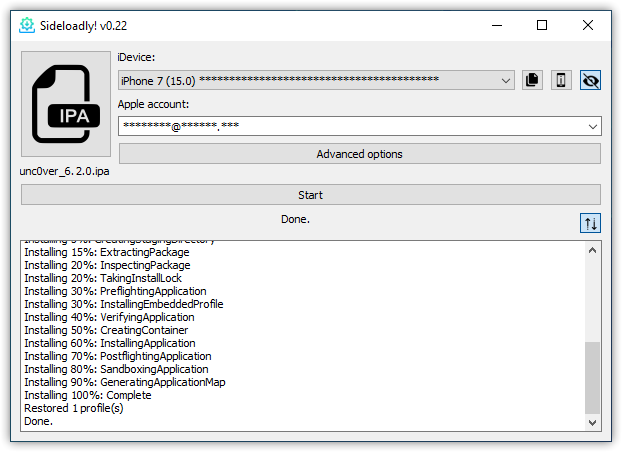 Sideloadly! v0.22
iDevice:
iPhone 7 (15.0) ****************************************
Apple account:
********@******.***
IPA
Advanced options
unc0ver_6.2.0.ipa
Start
Done.
Installing 5%: CreatingStagingDirectory
Installing 15%: ExtractingPackage
Installing 20%: InspectingPackage
Installing 20%: TakingInstallLock
Installing 30%: PreflightingApplication
Installing 30%: InstallingEmbeddedProfile
Installing 40%: VerifyingApplication
Installing 50%: CreatingContainer
Installing 60%: InstallingApplication
Installing 70%: PostflightingApplication
Installing 80%: SandboxingApplication
Installing 90%: GeneratingApplicationMap
Installing 100%: Complete
Restored 1 profile(s)
Done.